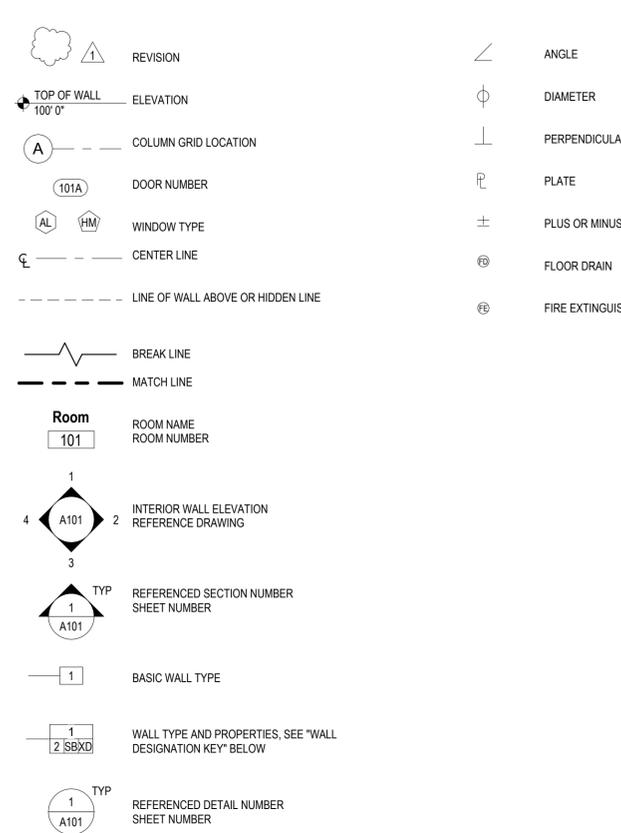 1
REVISION
TOP OF WALL
100' 0"
ELEVATION
A
COLUMN GRID LOCATION
101A
DOOR NUMBER
AL
HM
WINDOW TYPE
CENTER LINE
LINE OF WALL ABOVE OR HIDDEN LINE
BREAK LINE
MATCH LINE
Room
101
ROOM NAME
ROOM NUMBER
1
4
A101
2
3
INTERIOR WALL ELEVATION
REFERENCE DRAWING
TYP
1
A101
REFERENCED SECTION NUMBER
SHEET NUMBER
1
BASIC WALL TYPE
1
2 SBXD
WALL TYPE AND PROPERTIES, SEE "WALL
DESIGNATION KEY" BELOW
TYP
1
A101
REFERENCED DETAIL NUMBER
SHEET NUMBER
∠ ANGLE
⌀ DIAMETER
⊥ PERPENDICULA
PLATE
± PLUS OR MINUS
FD
FLOOR DRAIN
FE
FIRE EXTINGUIS